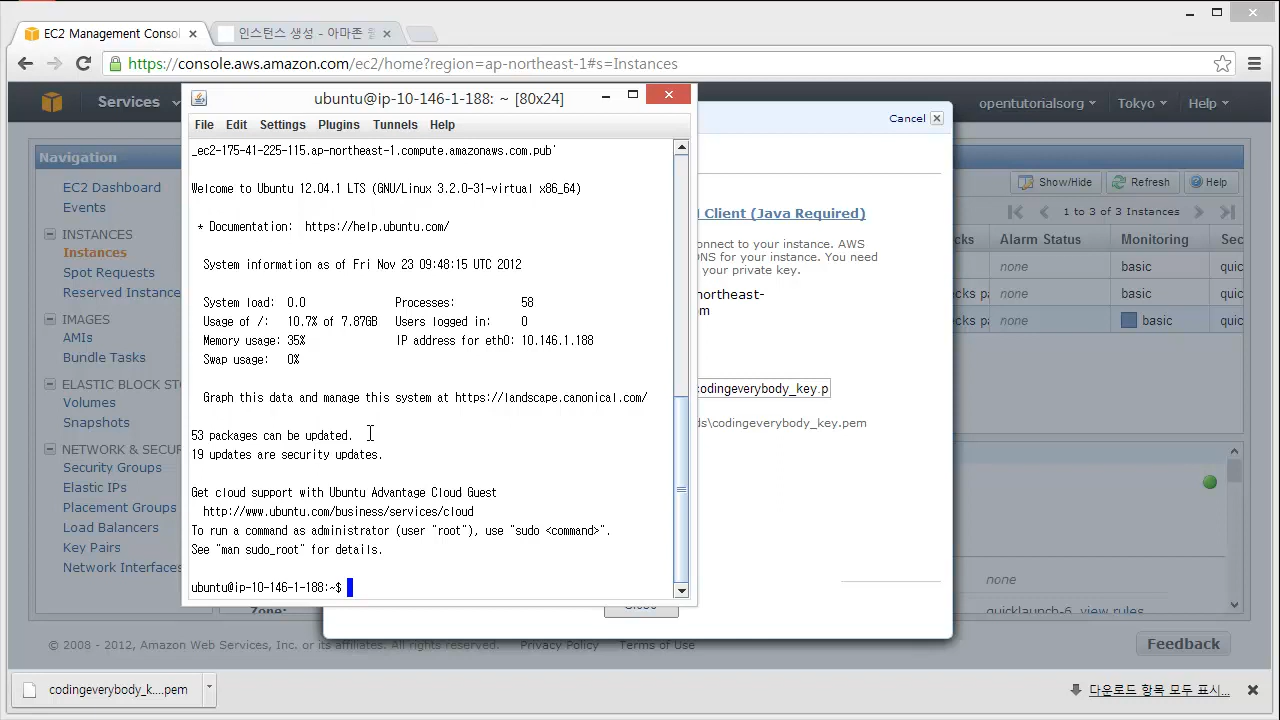 EC2 Management Consol
인스턴스 생성 - 아마존 웹
https://console.aws.amazon.com/ec2/home?region=ap-northeast-1#s=Instances
Services
opentutorialsorg
Tokyo
Help
ubuntu@ip-10-146-1-188: ~ [80x24]
File Edit Settings Plugins Tunnels Help
_ec2-175-41-225-115.ap-northeast-1.compute.amazonaws.com.pub'
Welcome to Ubuntu 12.04.1 LTS (GNU/Linux 3.2.0-31-virtual x86_64)
* Documentation: https://help.ubuntu.com/
System information as of Fri Nov 23 09:48:15 UTC 2012
System load: 0.0 Processes: 58
Usage of /: 10.7% of 7.87GB Users logged in: 0
Memory usage: 35% IP address for eth0: 10.146.1.188
Swap usage: 0%
Graph this data and manage this system at https://landscape.canonical.com/
53 packages can be updated.
19 updates are security updates.
Get cloud support with Ubuntu Advantage Cloud Guest
http://www.ubuntu.com/business/services/cloud
To run a command as administrator (user "root"), use "sudo <command>".
See "man sudo_root" for details.
ubuntu@ip-10-146-1-188:~$
Navigation
EC2 Dashboard
Events
INSTANCES
Instances
Spot Requests
Reserved Instance
IMAGES
AMIs
Bundle Tasks
ELASTIC BLOCK ST
Volumes
Snapshots
NETWORK & SECUR
Security Groups
Elastic IPs
Placement Groups
Load Balancers
Key Pairs
Network Interfaces
Cancel
l Client (Java Required)
onnect to your instance. AWS
DNS for your instance. You need
your private key.
northeast-
m
codingeverybody_key.p
ds\codingeverybody_key.pem
Show/Hide
Refresh
Help
1 to 3 of 3 Instances
cks Alarm Status Monitoring Sec
none basic quic
cks pa none basic quic
cks pa none basic quic
none
quicklaunch-6. view rules
Zone:
Close
© 2008 - 2012, Amazon Web Services, Inc. or its affiliates. All rights reserved.
Privacy Policy
Terms of Use
Feedback
codingeverybody_k....pem
다운로드 항목 모두 표시...